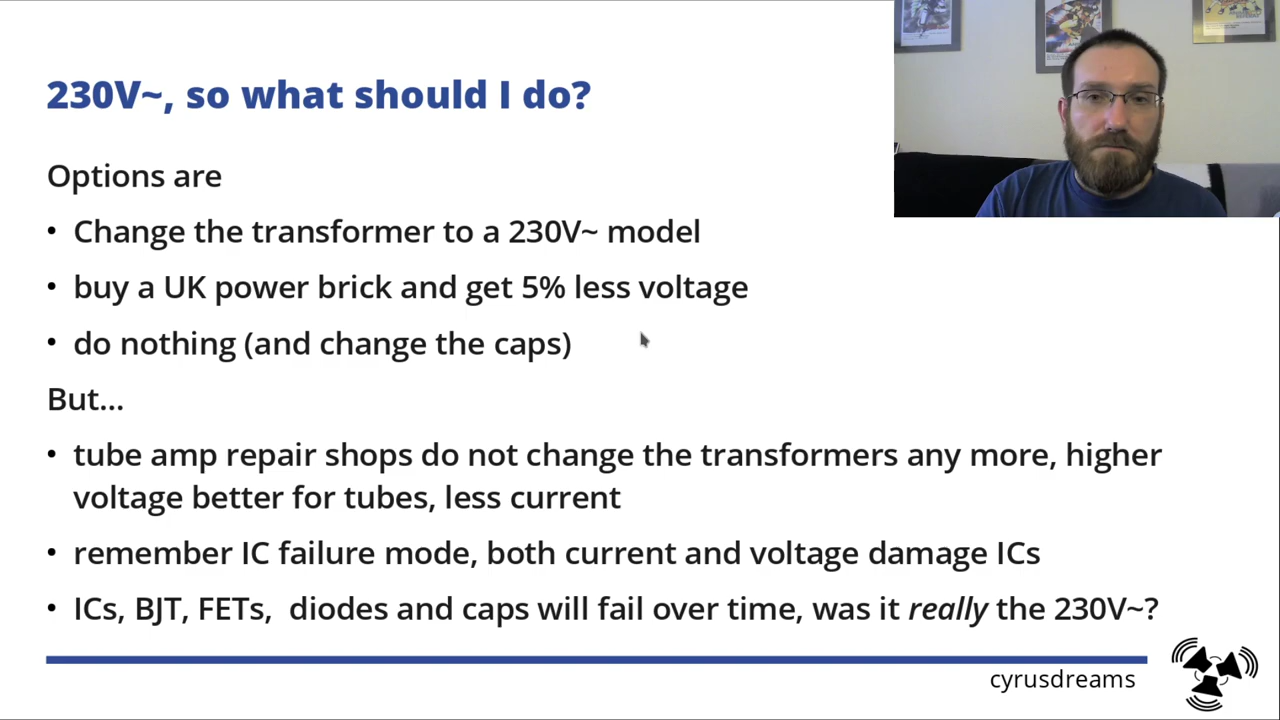 230V~, so what should I do?
Options are
• Change the transformer to a 230V~ model
• buy a UK power brick and get 5% less voltage
• do nothing (and change the caps)
But...
• tube amp repair shops do not change the transformers any more, higher
voltage better for tubes, less current
• remember IC failure mode, both current and voltage damage ICs
• ICs, BJT, FETs,  diodes and caps will fail over time, was it really the 230V~?
cyrusdreams